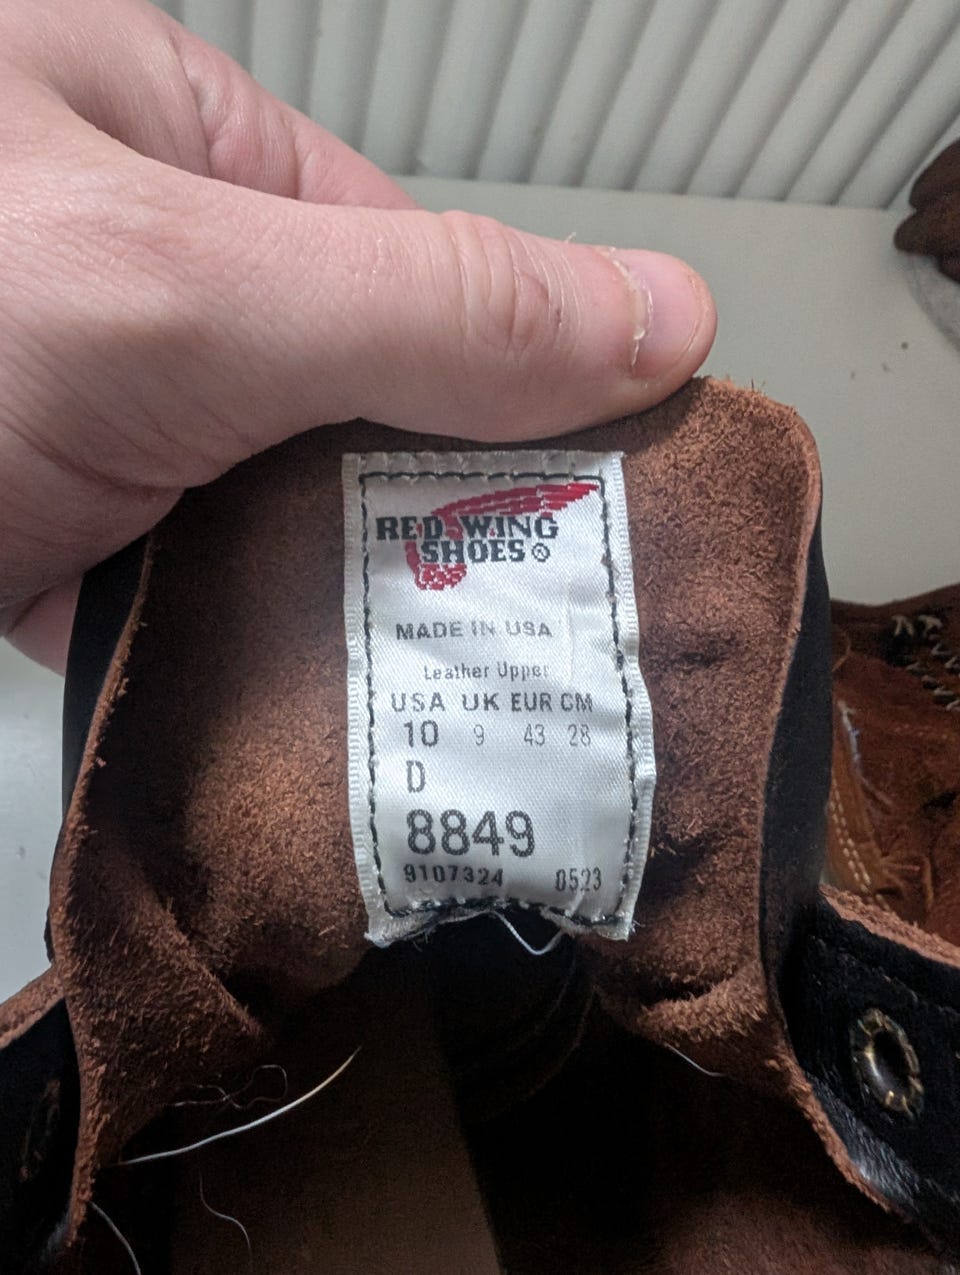 RED WING
SHOES ®
MADE IN USA
Leather Upper
USA UK EUR CM
10 9 43 28
D
8849
9107324 0523